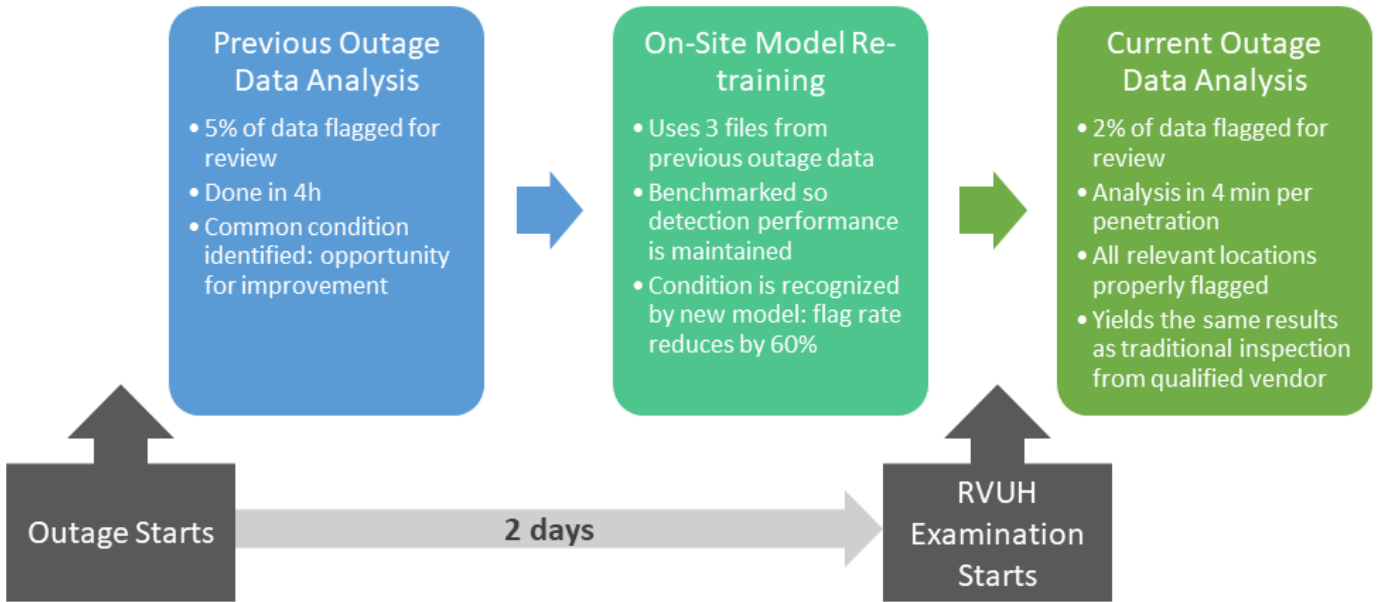 Previous Outage
Data Analysis
• 5% of data flagged for
review
• Done in 4h
• Common condition
identified: opportunity
for improvement
On-Site Model Re-
training
• Uses 3 files from
previous outage data
• Benchmarked so
detection performance
is maintained
• Condition is recognized
by new model: flag rate
reduces by 60%
Current Outage
Data Analysis
• 2% of data flagged for
review
• Analysis in 4 min per
penetration
• All relevant locations
properly flagged
• Yields the same results
as traditional inspection
from qualified vendor
Outage Starts
2 days
RVUH
Examination
Starts